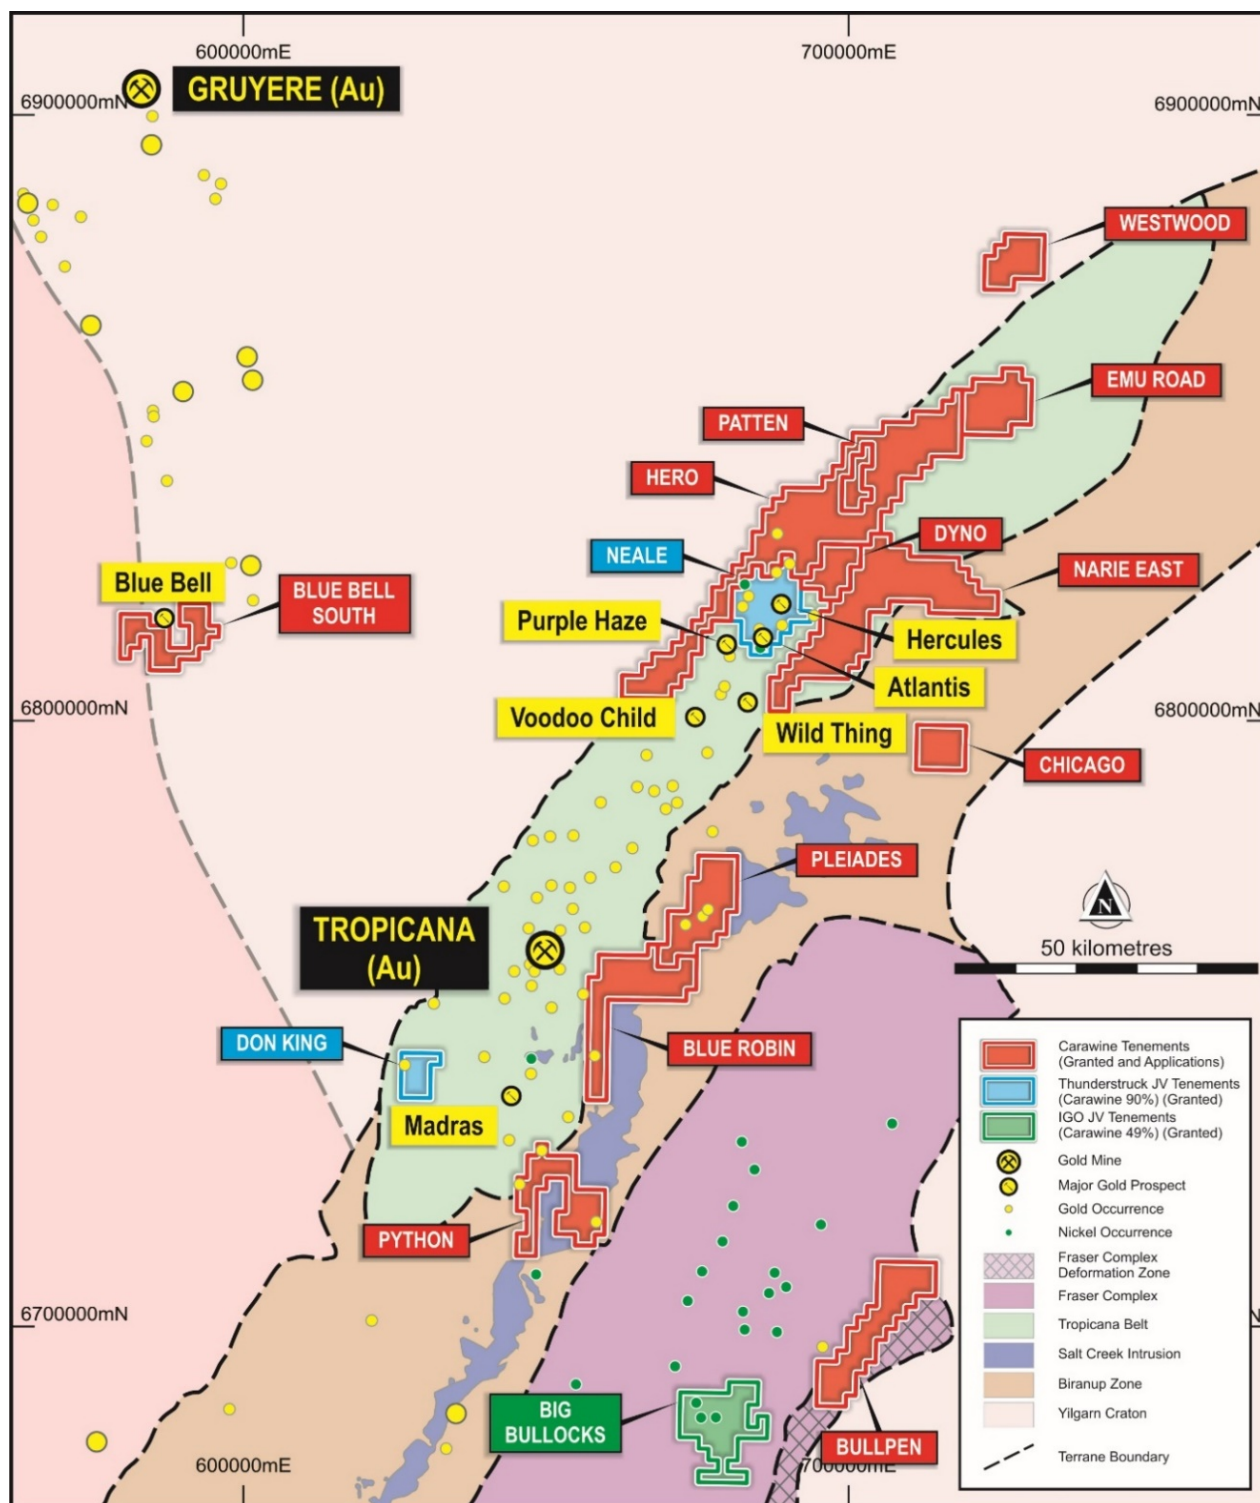 600000mE
700000mE
GRUYERE (Au)
6900000mN
6900000mN
WESTWOOD
EMU ROAD
PATTEN
HERO
DYNO
NEALE
NARIE EAST
Blue Bell
BLUE BELL
SOUTH
Purple Haze
Hercules
Atlantis
Voodoo Child
6800000mN
6800000mN
Wild Thing
CHICAGO
PLEIADES
N
TROPICANA
(Au)
50 kilometres
DON KING
BLUE ROBIN
Madras
PYTHON
Carawine Tenements
(Granted and Applications)
Thunderstruck JV Tenements
(Carawine 90%) (Granted)
IGO JV Tenements
(Carawine 49%) (Granted)
Gold Mine
Major Gold Prospect
Gold Occurrence
Nickel Occurrence
Fraser Complex
Deformation Zone
Fraser Complex
Tropicana Belt
Salt Creek Intrusion
Biranup Zone
Yilgarn Craton
Terrane Boundary
6700000mN
BIG
BULLOCKS
BULLPEN
600000mE
700000mE